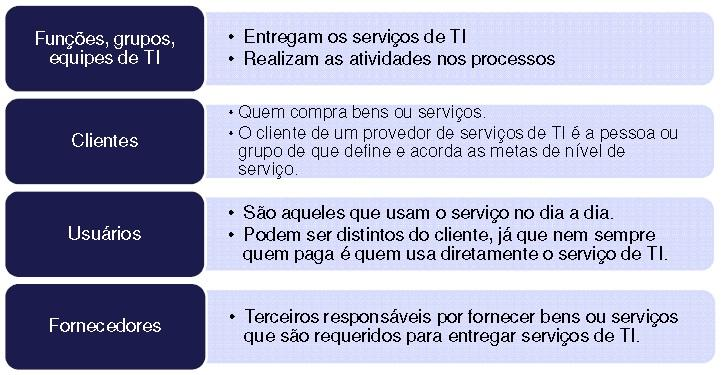 Funções, grupos,
equipes de TI
• Entregam os serviços de TI
• Realizam as atividades nos processos
Clientes
• Quem compra bens ou serviços.
• O cliente de um provedor de serviços de TI é a pessoa ou
grupo de que define e acorda as metas de nível de
serviço.
Usuários
• São aqueles que usam o serviço no dia a dia.
• Podem ser distintos do cliente, já que nem sempre
quem paga é quem usa diretamente o serviço de TI.
Fornecedores
• Terceiros responsáveis por fornecer bens ou serviços
que são requeridos para entregar serviços de TI.